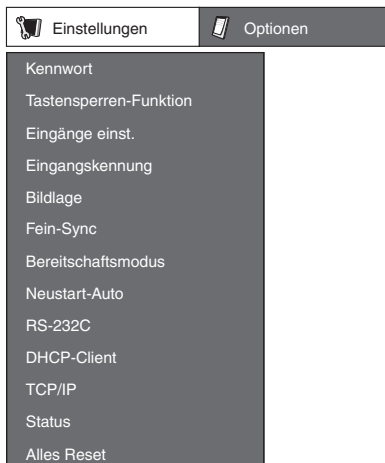 Einstellungen Optionen
Kennwort
Tastensperren-Funktion
Eingänge einst.
Eingangskennung
Bildlage
Fein-Sync
Bereitschaftsmodus
Neustart-Auto
RS-232C
DHCP-Client
TCP/IP
Status
Alles Reset